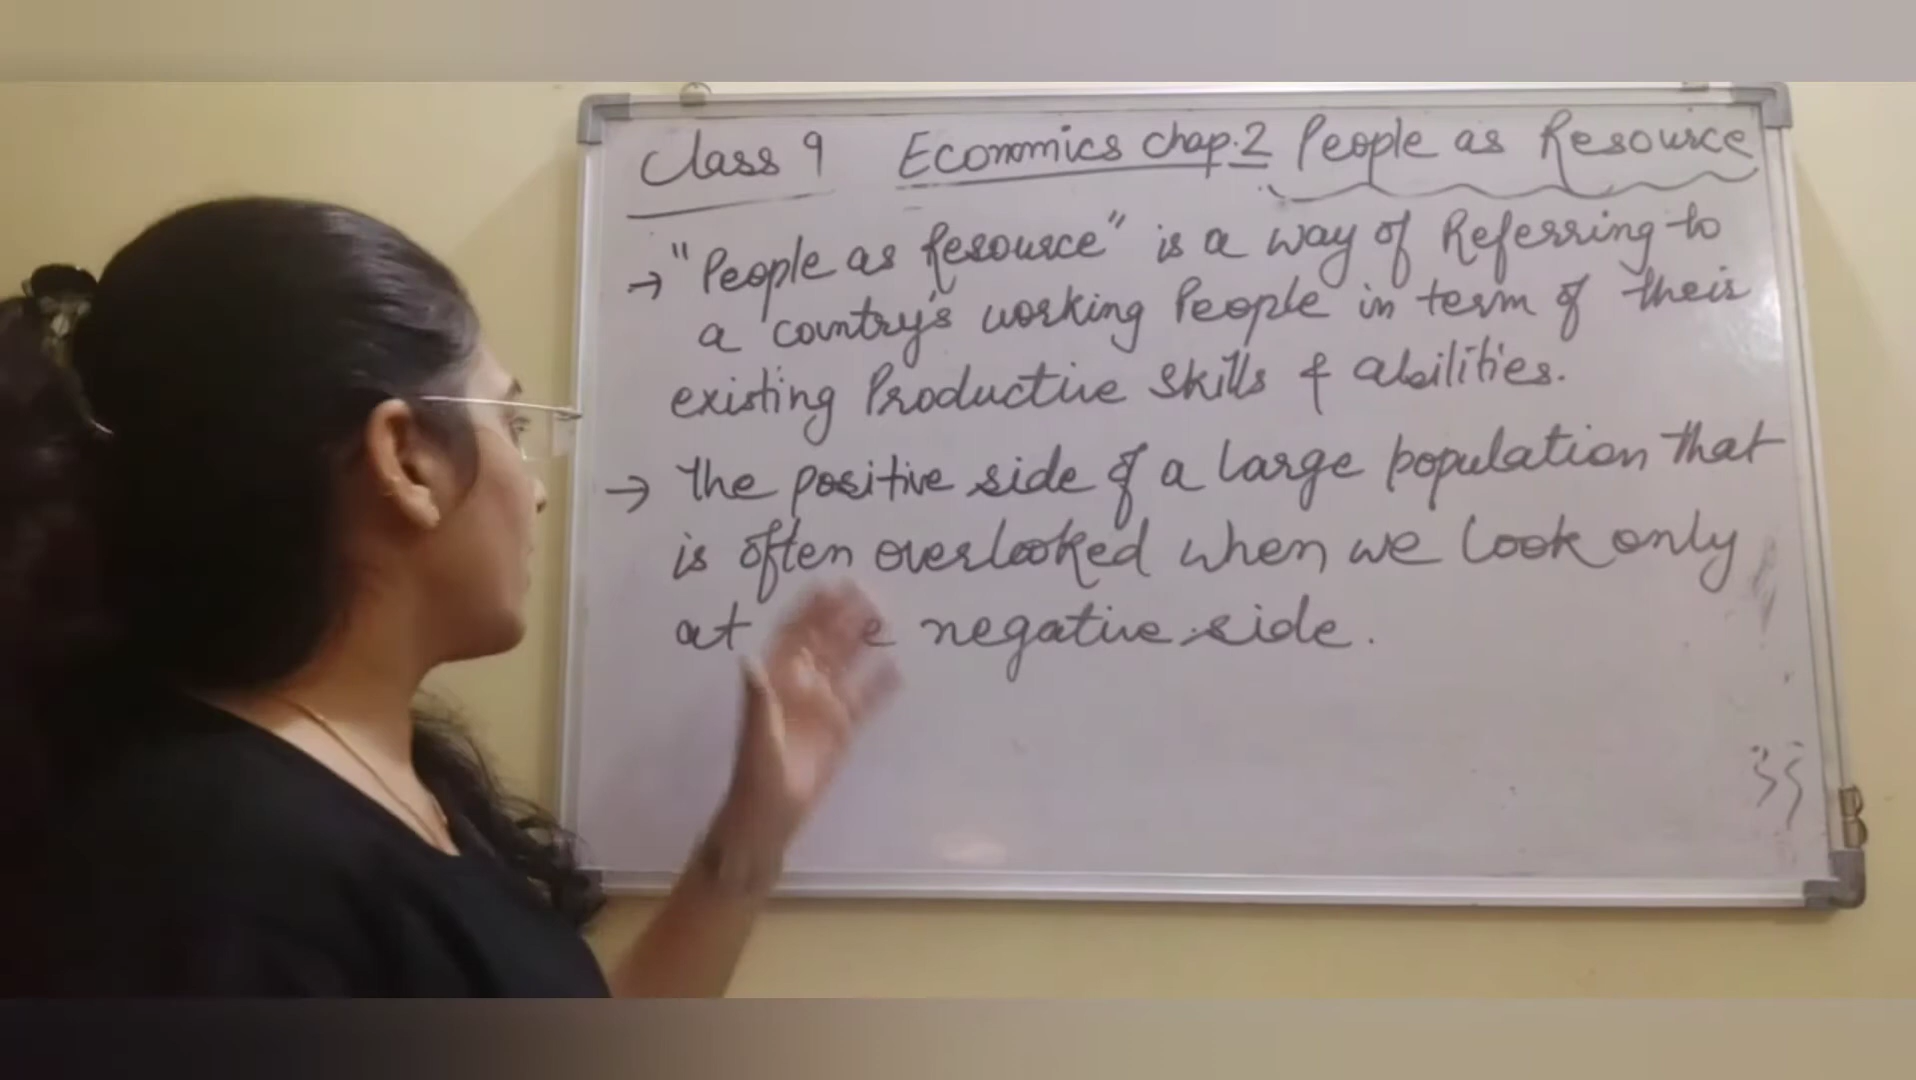 Class 9 Economics chap.2 People as Resource
→ "People as Resource" is a way of Referring to
a country's working People in term of their
existing Productive Skills & abilities.
→ the positive side of a large population that
is often overlooked when we look only
at negative side.